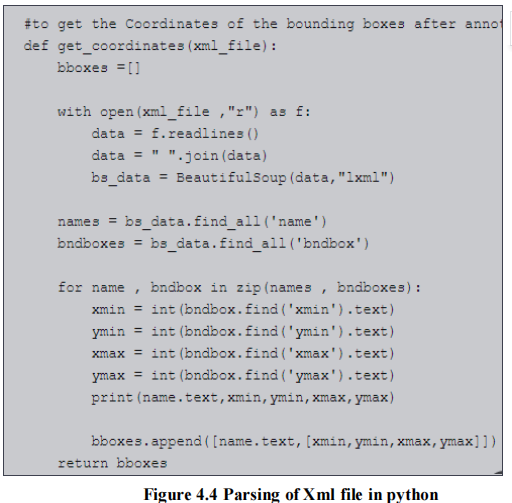 #to get the Coordinates of the bounding boxes after
def get_coordinates(xml_file):
bboxes =[]
with open(xml_file ,"r") as f:
data = f.readlines()
data = " ".join(data)
bs_data = BeautifulSoup(data,"lxml")
names = bs_data.find_all('name')
bndboxes = bs_data.find_all('bndbox')
for name , bndbox in zip(names , bndboxes):
xmin = int(bndbox.find('xmin').text)
ymin = int(bndbox.find('ymin').text)
xmax = int(bndbox.find('xmax').text)
ymax = int(bndbox.find('ymax').text)
print(name.text,xmin,ymin,xmax,ymax)
bboxes.append([name.text,[xmin,ymin,xmax,ymax]])
return bboxes
Figure 4.4 Parsing of Xml file in python